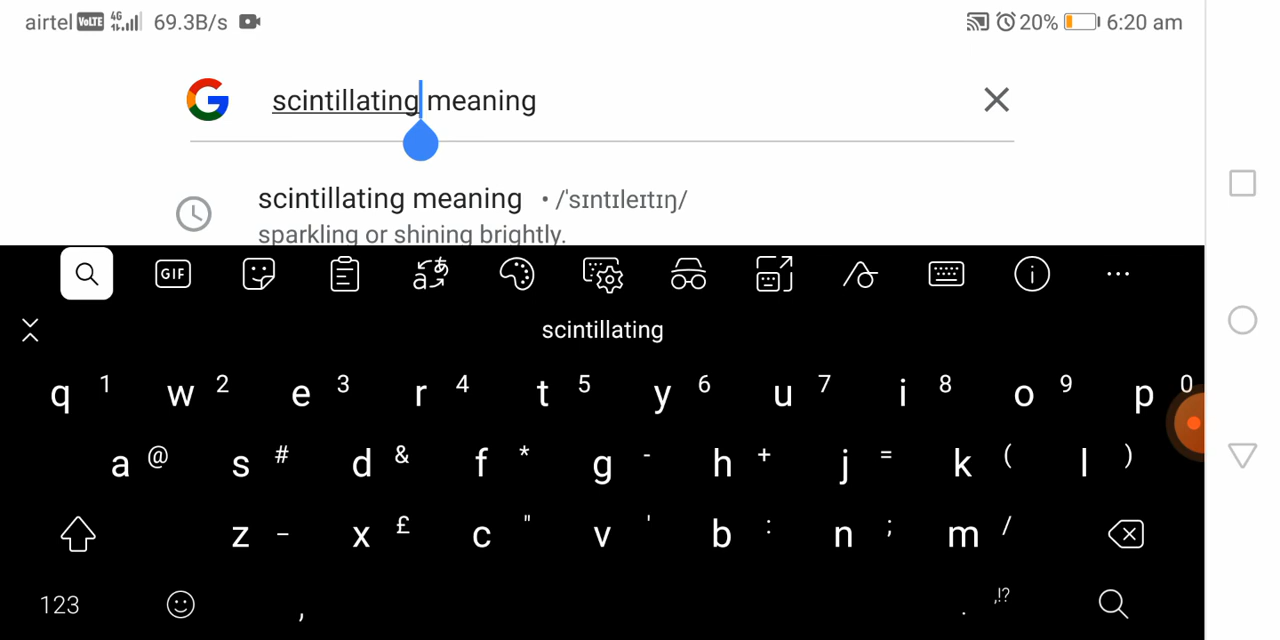 airtel VoLTE 4G 69.3B/s 20% 6:20 am
scintillating meaning
scintillating meaning • /ˈsɪntɪleɪtɪŋ/
sparkling or shining brightly.
GIF
scintillating
q 1 w 2 e 3 r 4 t 5 y 6 u 7 i 8 o 9 p 0
a @ s # d & f * g - h + j = k ( l )
z – x £ c " v ' b : n ; m /
123 , . ,!?